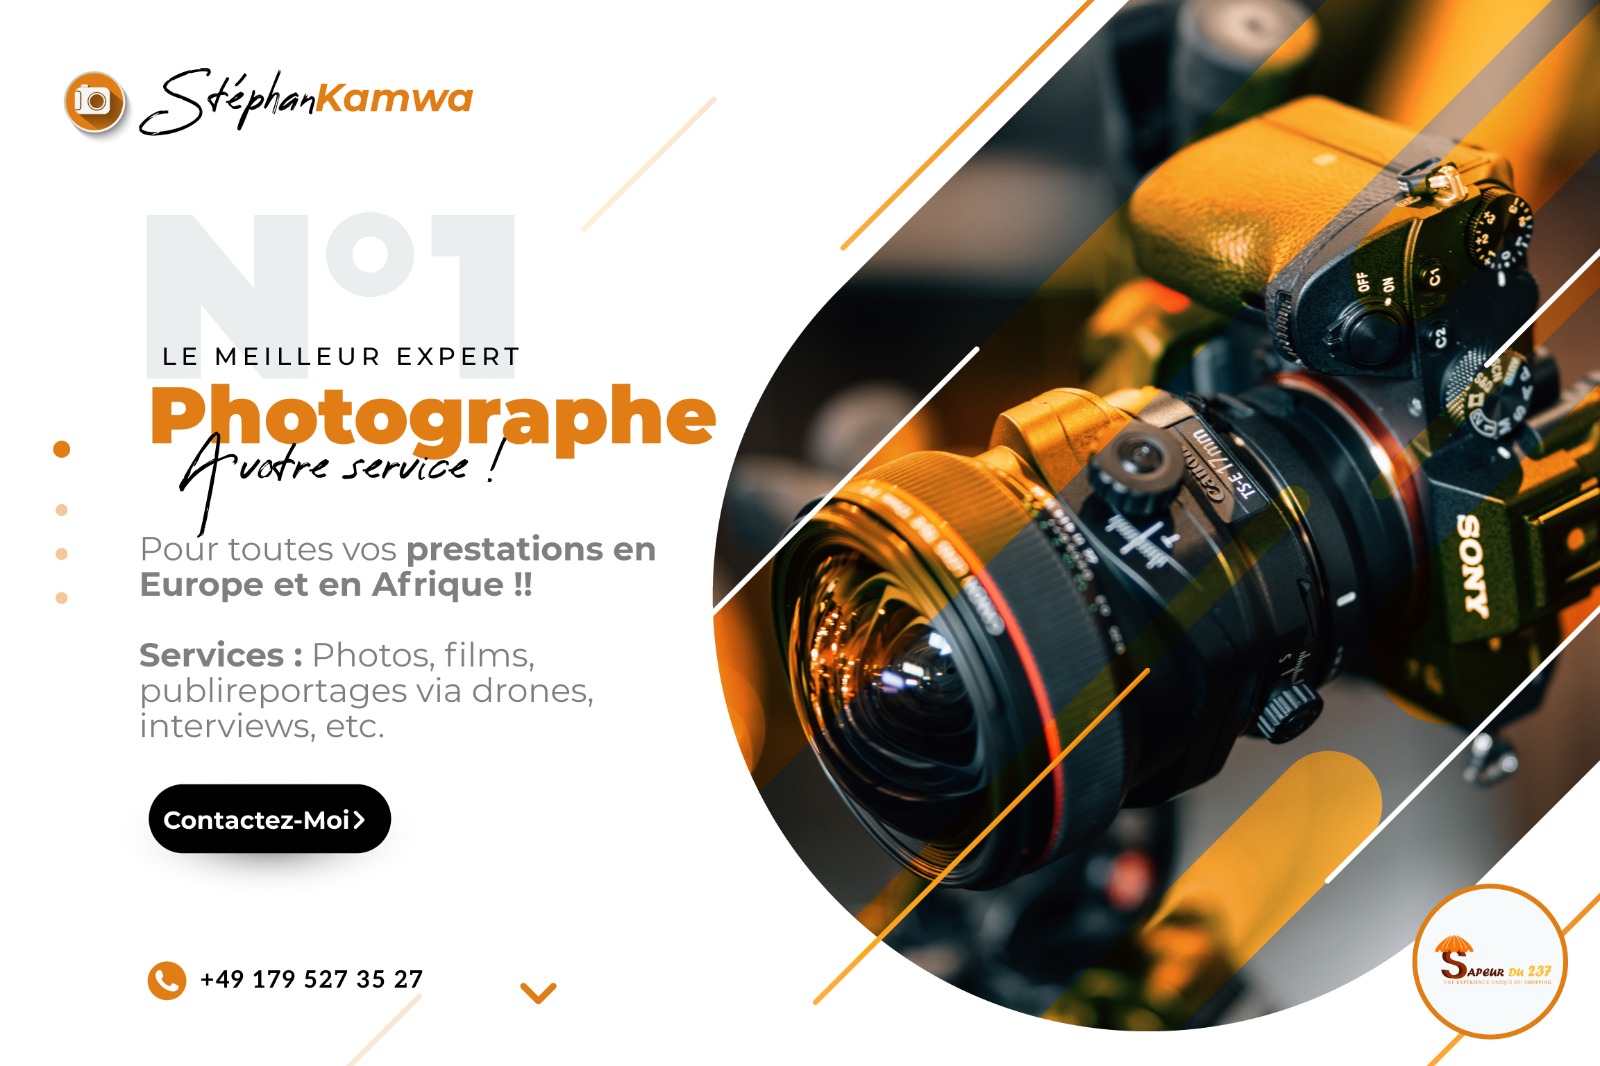 StéphanKamwa
N°1
LE MEILLEUR EXPERT
Photographe
A votre service !
Pour toutes vos prestations en
Europe et en Afrique !!
Services : Photos, films,
publireportages via drones,
interviews, etc.
Contactez-Moi
+49 179 527 35 27
OFF
ON
C1
C2
Canon
TS-E 17mm
SONY
SAPEUR DU 237
UNE EXPÉRIENCE UNIQUE DU SHOPPING